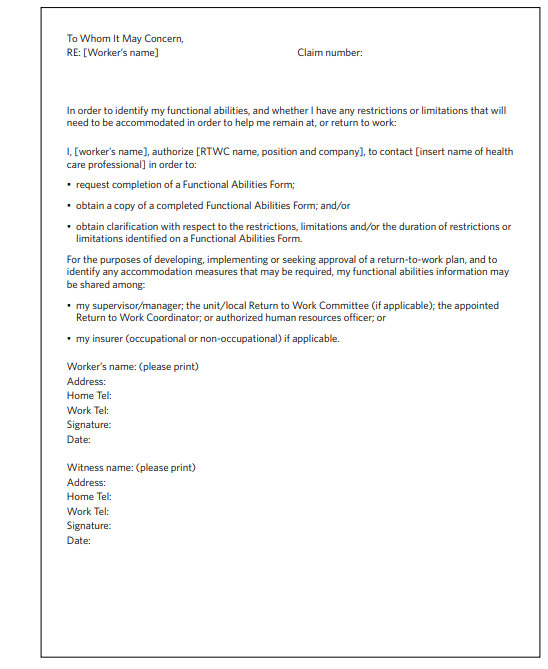 To Whom It May Concern,
RE: [Worker's name] Claim number:
In order to identify my functional abilities, and whether I have any restrictions or limitations that will
need to be accommodated in order to help me remain at, or return to work:
I, [worker's name], authorize [RTWC name, position and company], to contact [insert name of health
care professional] in order to:
• request completion of a Functional Abilities Form;
• obtain a copy of a completed Functional Abilities Form; and/or
• obtain clarification with respect to the restrictions, limitations and/or the duration of restrictions or
limitations identified on a Functional Abilities Form.
For the purposes of developing, implementing or seeking approval of a return-to-work plan, and to
identify any accommodation measures that may be required, my functional abilities information may
be shared among:
• my supervisor/manager; the unit/local Return to Work Committee (if applicable); the appointed
Return to Work Coordinator; or authorized human resources officer; or
• my insurer (occupational or non-occupational) if applicable.
Worker's name: (please print)
Address:
Home Tel:
Work Tel:
Signature:
Date:
Witness name: (please print)
Address:
Home Tel:
Work Tel:
Signature:
Date: